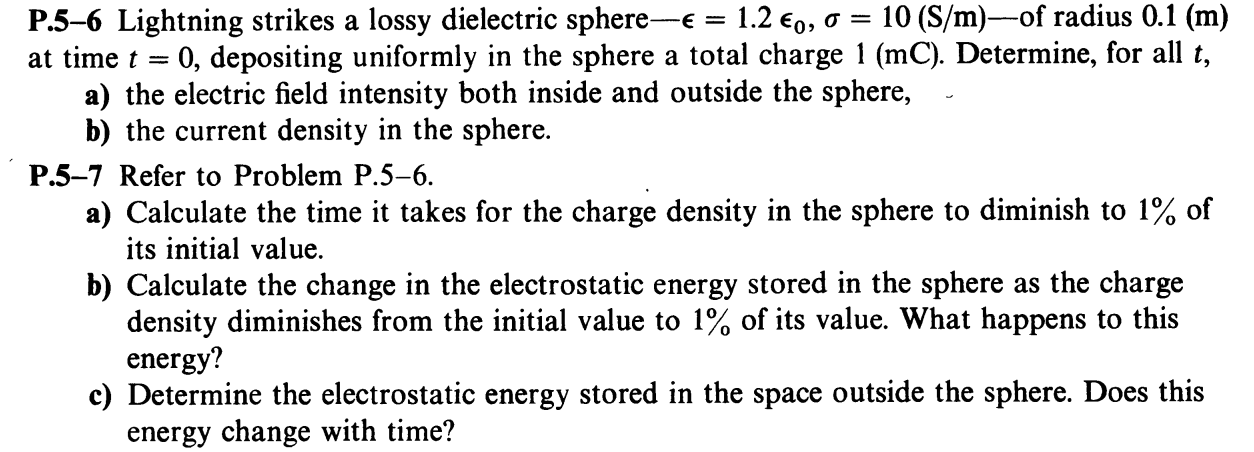 P.5–6 Lightning strikes a lossy dielectric sphere—ϵ = 1.2 ϵ₀, σ = 10 (S/m)—of radius 0.1 (m)
at time t = 0, depositing uniformly in the sphere a total charge 1 (mC). Determine, for all t,
a) the electric field intensity both inside and outside the sphere,
b) the current density in the sphere.
P.5–7 Refer to Problem P.5–6.
a) Calculate the time it takes for the charge density in the sphere to diminish to 1% of
its initial value.
b) Calculate the change in the electrostatic energy stored in the sphere as the charge
density diminishes from the initial value to 1% of its value. What happens to this
energy?
c) Determine the electrostatic energy stored in the space outside the sphere. Does this
energy change with time?